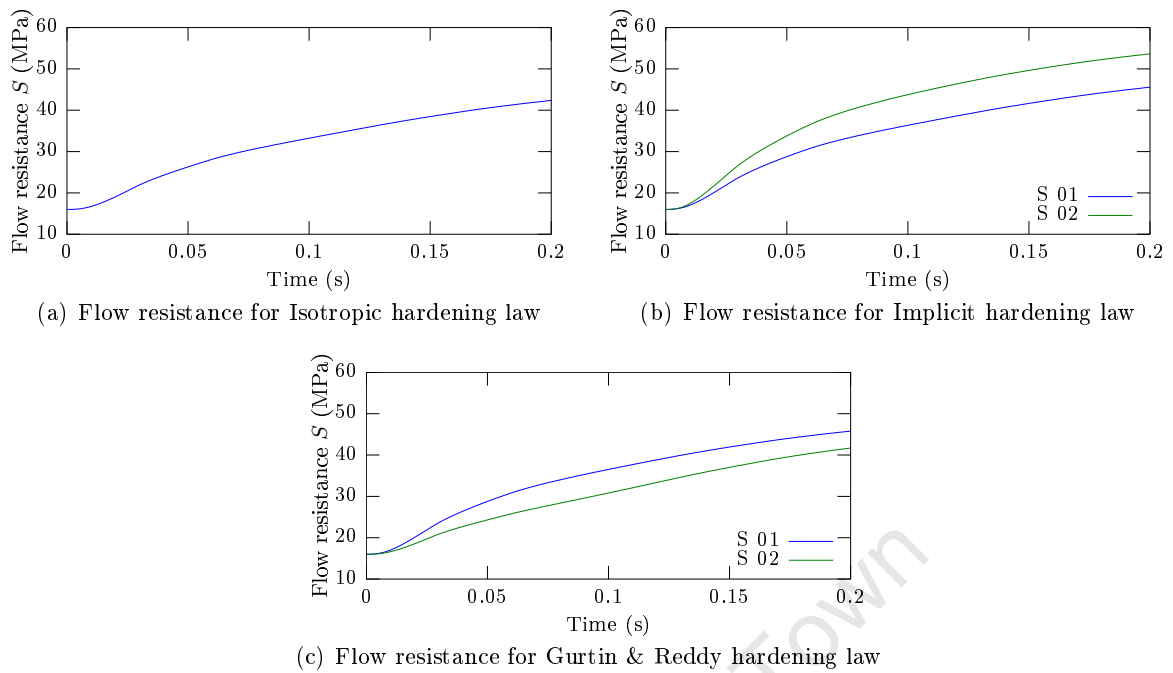 Flow resistance S (MPa)
60
50
40
30
20
10
0 0.05 0.1 0.15 0.2
Time (s)
(a) Flow resistance for Isotropic hardening law
Flow resistance S (MPa)
60
50
40
30
20
10
S 01
S 02
0 0.05 0.1 0.15 0.2
Time (s)
(b) Flow resistance for Implicit hardening law
Flow resistance S (MPa)
60
50
40
30
20
10
S 01
S 02
0 0.05 0.1 0.15 0.2
Time (s)
(c) Flow resistance for Gurtin & Reddy hardening law
Town